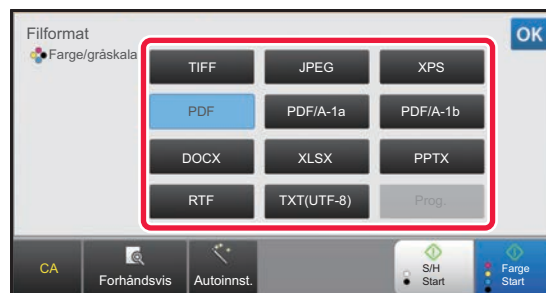 Filformat
OK
Farge/gråskala
TIFF
JPEG
XPS
PDF
PDF/A-1a
PDF/A-1b
DOCX
XLSX
PPTX
RTF
TXT(UTF-8)
Prog.
CA
Forhåndsvis
Autoinnst.
S/H
Start
Farge
Start